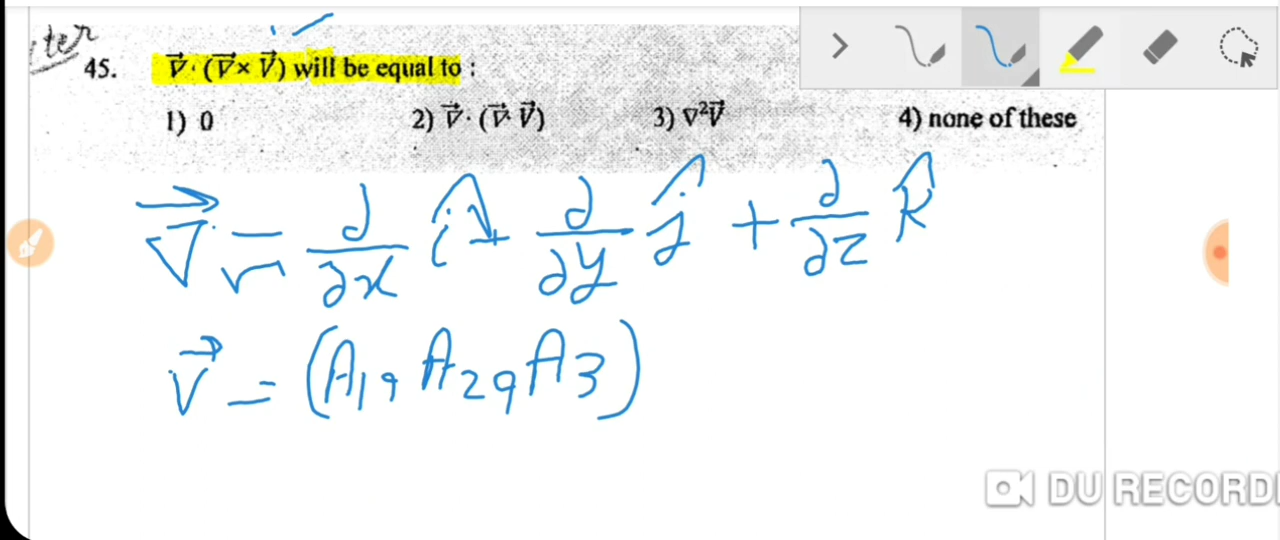 iter
45. ∇⃗·(∇⃗× V⃗) will be equal to :
1) 0 2) ∇⃗·(∇⃗ V⃗) 3) ∇²V⃗ 4) none of these
∇⃗ = ∂/∂x î + ∂/∂y ĵ + ∂/∂z k̂
V⃗ = (A1, A2, A3)
DU RECORD